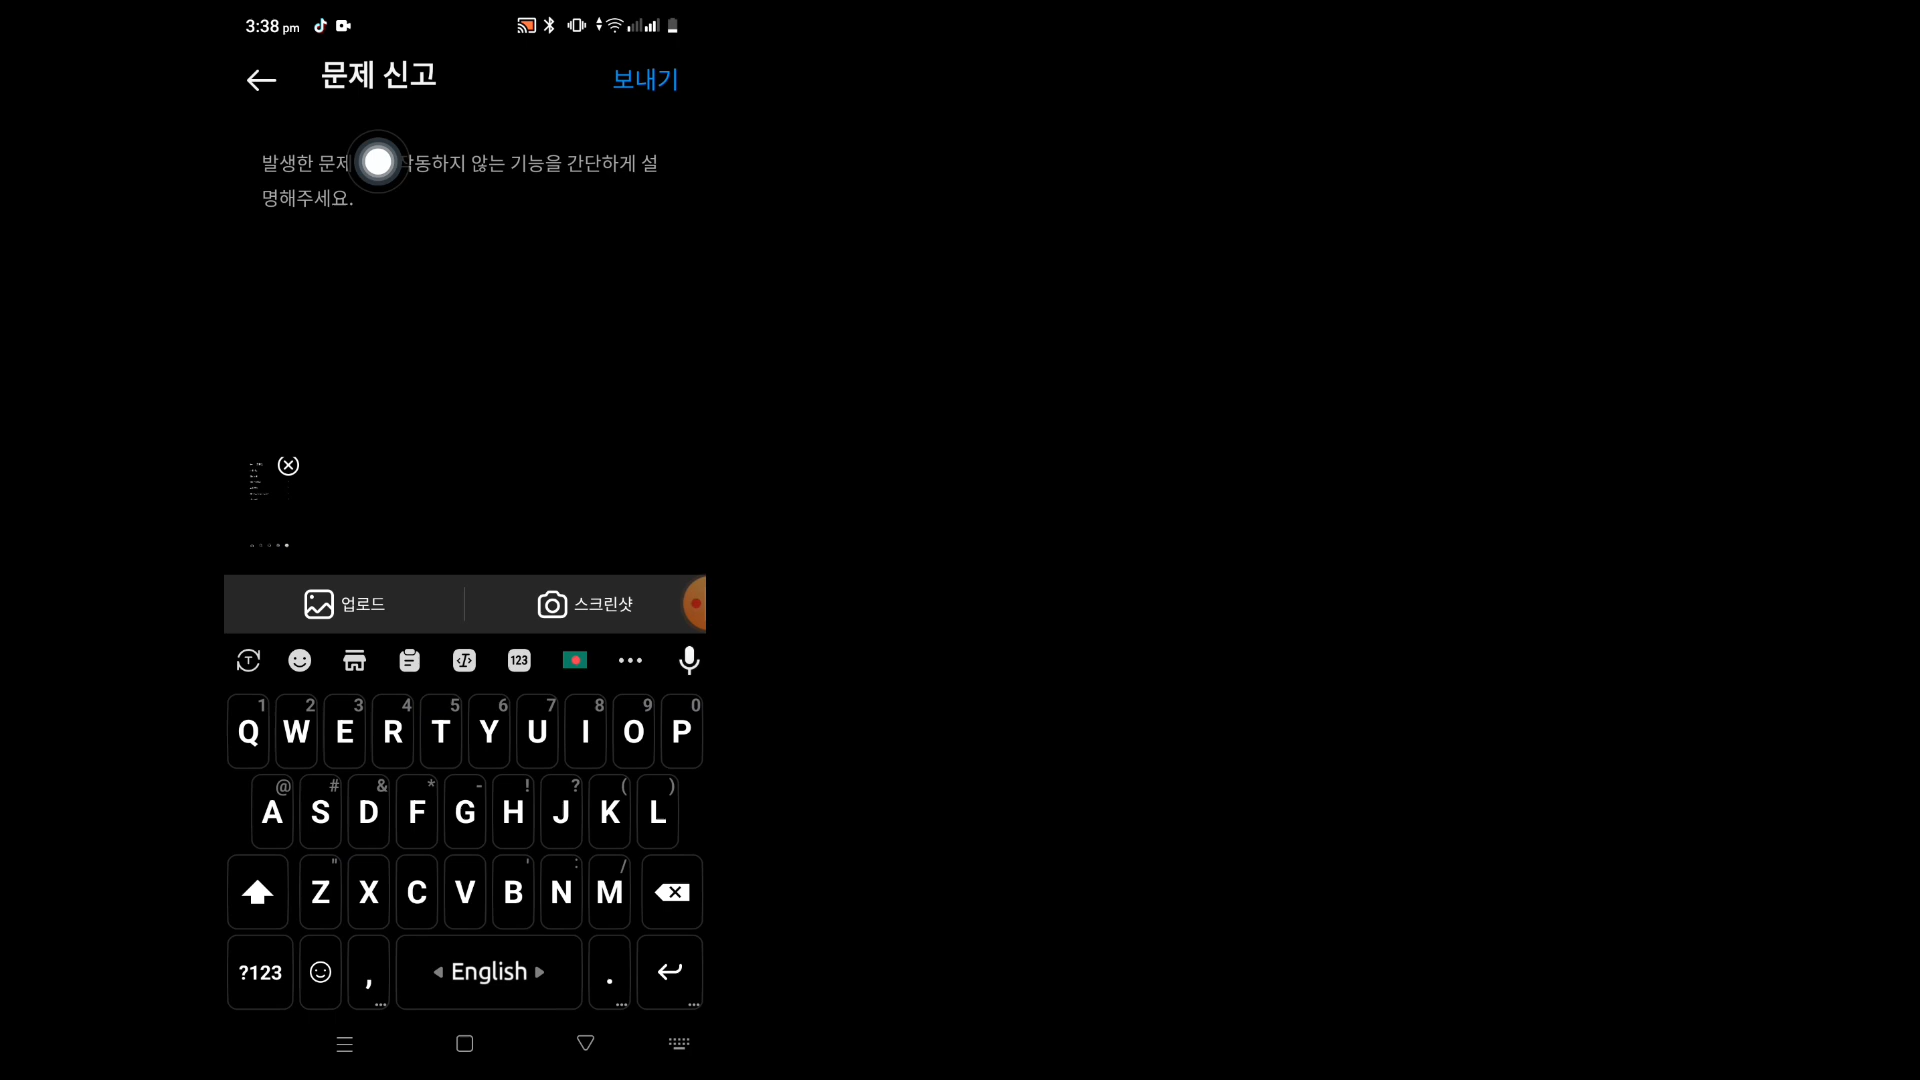 3:38 pm
문제 신고
보내기
발생한 문제 작동하지 않는 기능을 간단하게 설
명해주세요.
업로드
스크린샷
T
123
1 2 3 4 5 6 7 8 9 0
Q W E R T Y U I O P
@ # & * - ! ? ( )
A S D F G H J K L
" ' : /
Z X C V B N M
?123 , English .